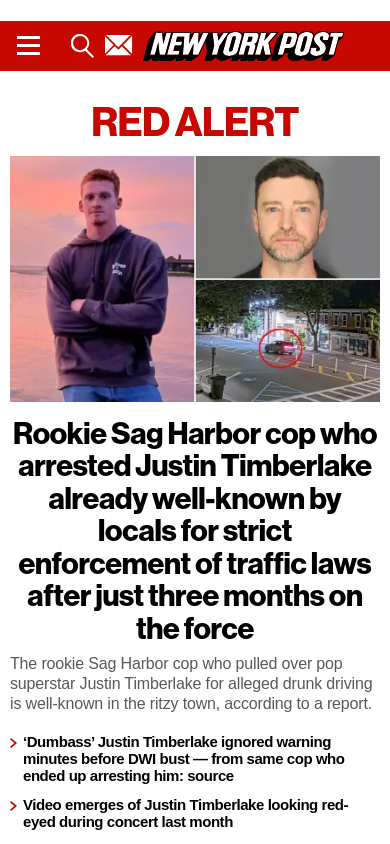 NEW YORK POST
RED ALERT
Rookie Sag Harbor cop who
arrested Justin Timberlake
already well-known by
locals for strict
enforcement of traffic laws
after just three months on
the force
The rookie Sag Harbor cop who pulled over pop
superstar Justin Timberlake for alleged drunk driving
is well-known in the ritzy town, according to a report.
‘Dumbass’ Justin Timberlake ignored warning
minutes before DWI bust — from same cop who
ended up arresting him: source
Video emerges of Justin Timberlake looking red-
eyed during concert last month